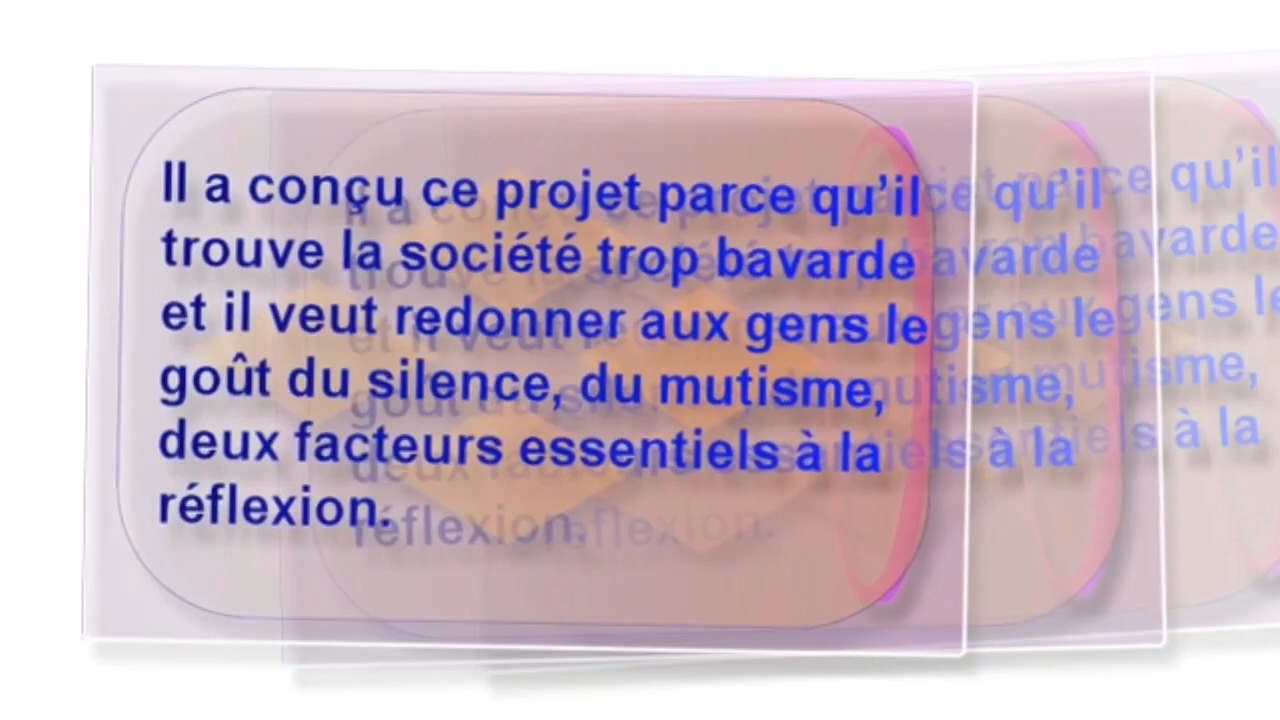 Il a conçu ce projet parce qu’il
trouve la société trop bavarde
et il veut redonner aux gens le
goût du silence, du mutisme,
deux facteurs essentiels à la
réflexion.